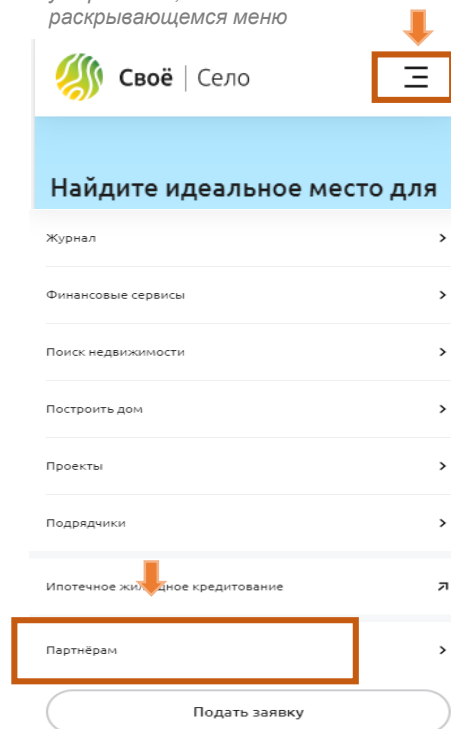 раскрывающемся меню
Своё | Село
Найдите идеальное место для
Журнал
Финансовые сервисы
Поиск недвижимости
Построить дом
Проекты
Подрядчики
Ипотечное жилищное кредитование
Партнёрам
Подать заявку